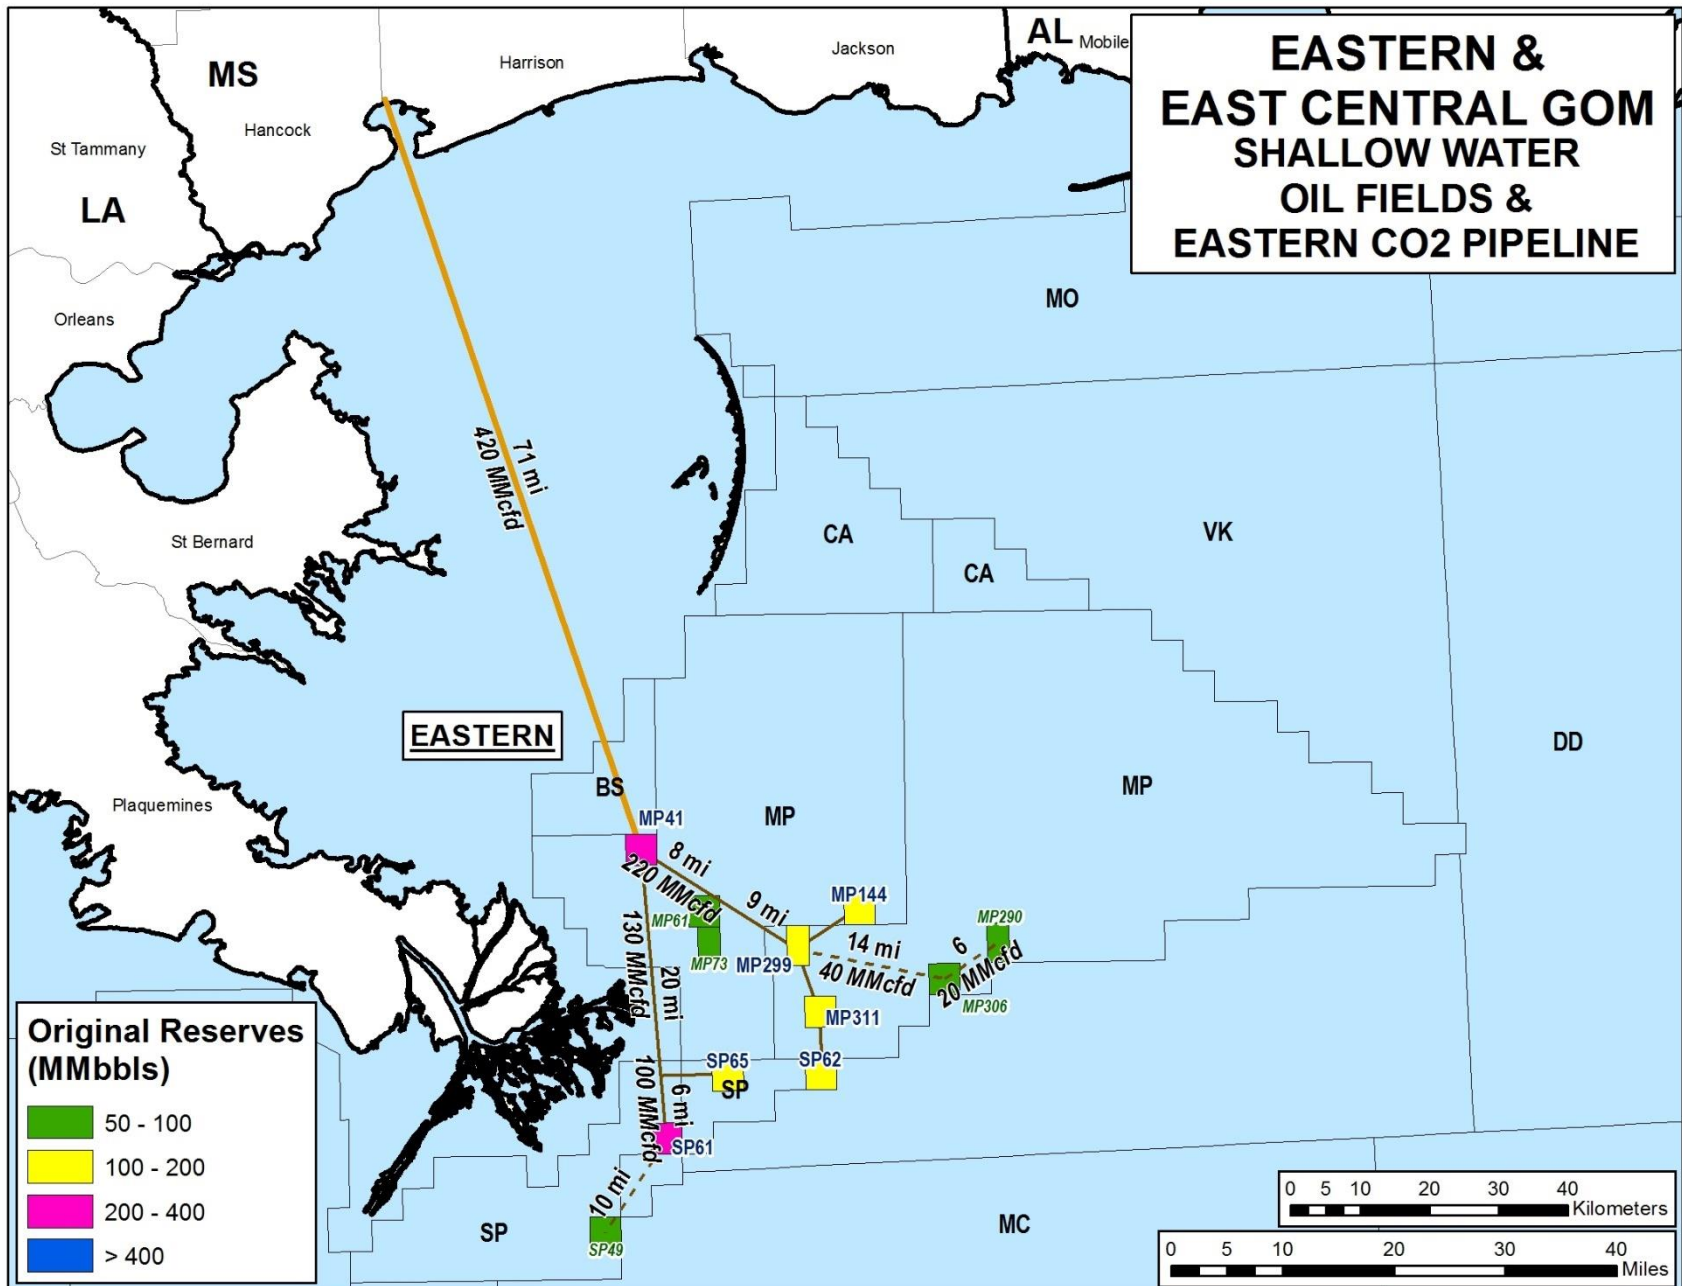 EASTERN &
EAST CENTRAL GOM
SHALLOW WATER
OIL FIELDS &
EASTERN CO2 PIPELINE
MS
AL
Mobile
Jackson
Harrison
Hancock
St Tammany
LA
Orleans
MO
71 mi
420 MMcfd
CA
VK
CA
St Bernard
EASTERN
DD
BS
MP
MP
Plaquemines
MP41
8 mi
220 MMcfd
9 mi
MP144
MP61
MP73
MP299
14 mi
40 MMcfd
MP290
6
20 MMcfd
MP306
130 MMcfd
20 mi
MP311
SP65
SP
SP62
100 MMcfd
6 mi
SP61
10 mi
SP49
SP
MC
Original Reserves
(MMbbls)
50 - 100
100 - 200
200 - 400
> 400
0 5 10 20 30 40
Kilometers
0 5 10 20 30 40
Miles